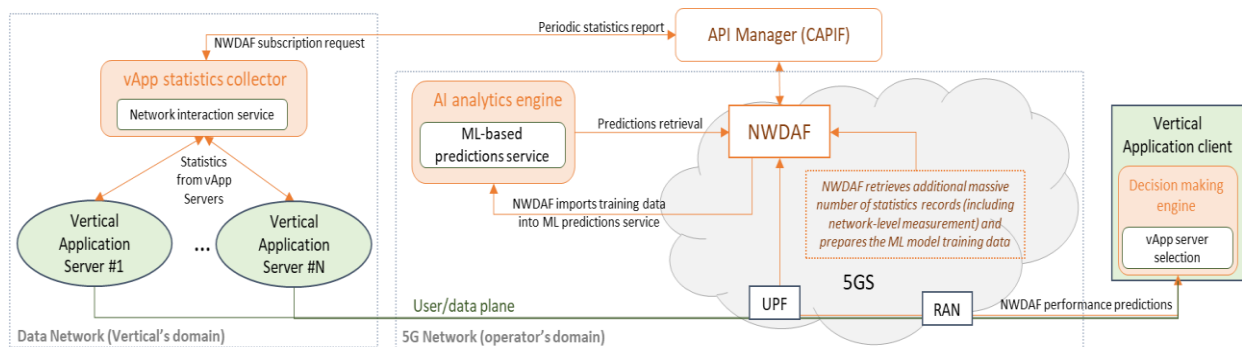 Periodic statistics report
NWDAF subscription request
API Manager (CAPIF)
vApp statistics collector
Network interaction service
AI analytics engine
ML-based
predictions service
Predictions retrieval
NWDAF
Vertical
Application client
Decision making
engine
vApp server
selection
Statistics
from vApp
Servers
NWDAF imports training data
into ML predictions service
NWDAF retrieves additional massive
number of statistics records (including
network-level measurement) and
prepares the ML model training data
Vertical
Application
Server #1
...
Vertical
Application
Server #N
5GS
UPF
RAN
NWDAF performance predictions
User/data plane
Data Network (Vertical's domain)
5G Network (operator's domain)